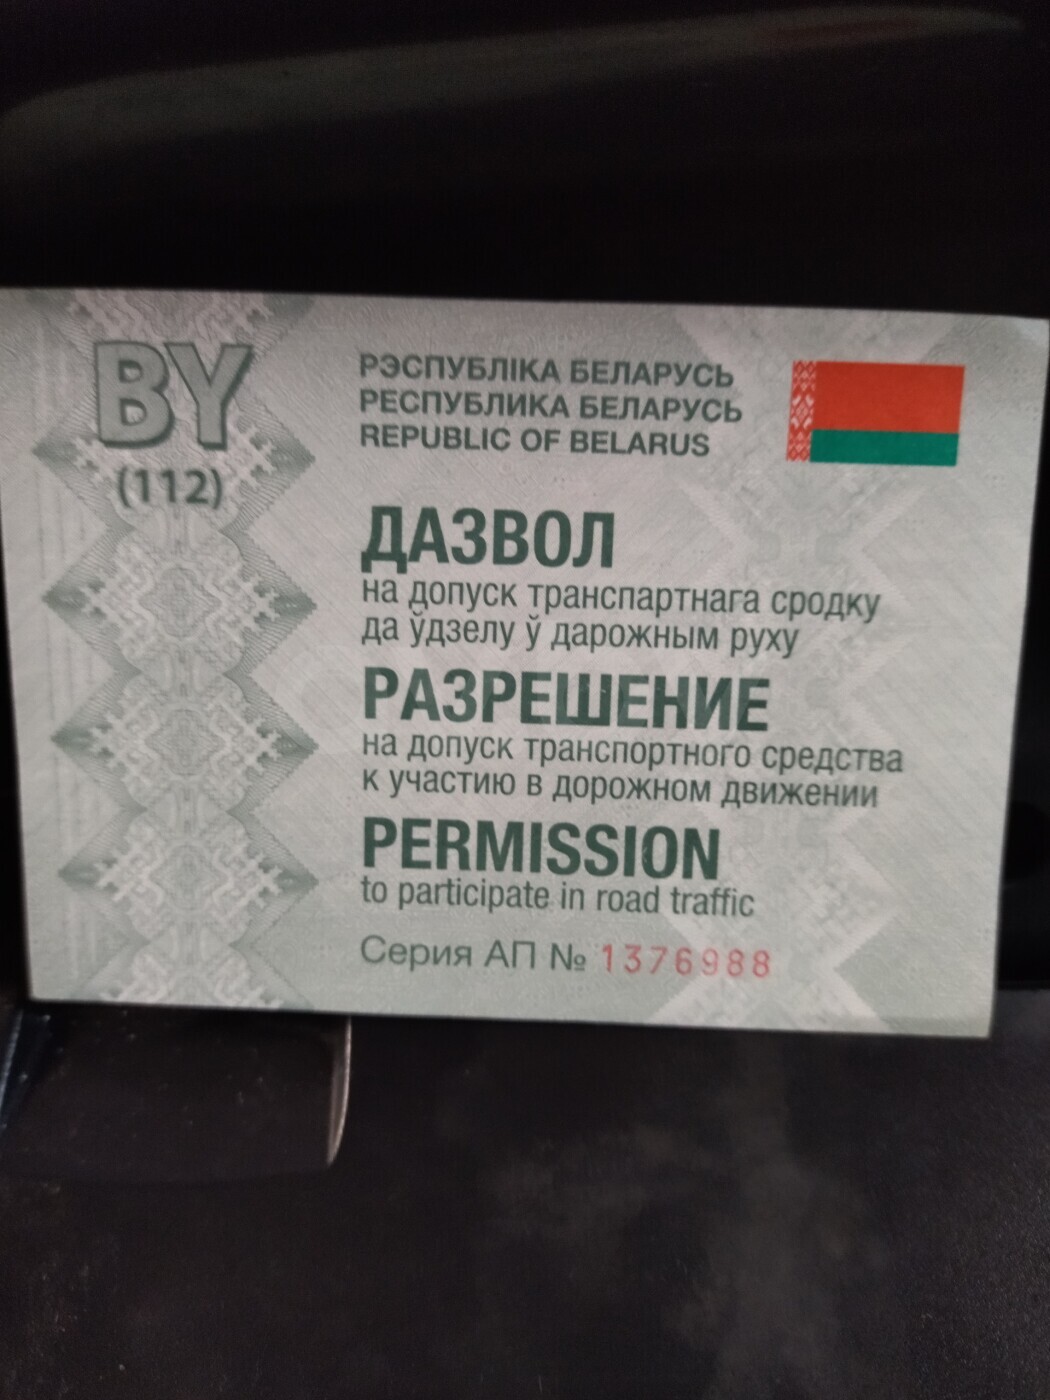 BY
(112)
РЭСПУБЛІКА БЕЛАРУСЬ
РЕСПУБЛИКА БЕЛАРУСЬ
REPUBLIC OF BELARUS
ДАЗВОЛ
на допуск транспартнага сродку
да ўдзелу ў дарожным руху
РАЗРЕШЕНИЕ
на допуск транспортного средства
к участию в дорожном движении
PERMISSION
to participate in road traffic
Серия АП № 1376988